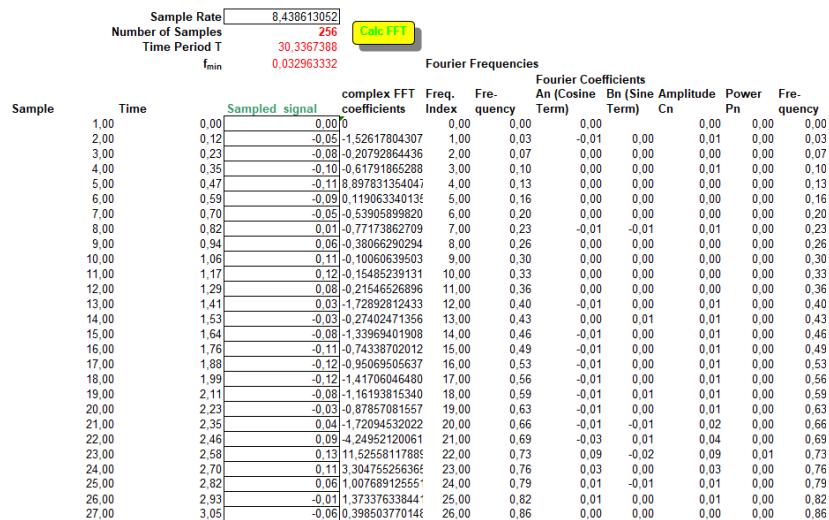 Sample Rate 8,438613052
Number of Samples 256 Calc FFT
Time Period T 30,3367388
fmin 0,032963332 Fourier Frequencies
Fourier Coefficients
complex FFT Freq. Fre- An (Cosine Bn (Sine Amplitude Power Fre-
Sample Time Sampled signal coefficients Index quency Term) Term) Cn Pn quency
1,00 0,00 0,00 0 0,00 0,00 0,00 0,00 0,00 0,00
2,00 0,12 -0,05 -1,52617804307 1,00 0,03 -0,01 0,00 0,01 0,00 0,03
3,00 0,23 -0,08 -0,20792864436 2,00 0,07 0,00 0,00 0,00 0,00 0,07
4,00 0,35 -0,10 -0,61791865288 3,00 0,10 0,00 0,00 0,01 0,00 0,10
5,00 0,47 -0,11 8,897831354047 4,00 0,13 0,00 0,00 0,00 0,00 0,13
6,00 0,59 -0,09 0,119063340135 5,00 0,16 0,00 0,00 0,00 0,00 0,16
7,00 0,70 -0,05 -0,53905899820 6,00 0,20 0,00 0,00 0,00 0,00 0,20
8,00 0,82 0,01 -0,77173862709 7,00 0,23 -0,01 -0,01 0,01 0,00 0,23
9,00 0,94 0,06 -0,38066290294 8,00 0,26 0,00 0,00 0,00 0,00 0,26
10,00 1,06 0,11 -0,10060639503 9,00 0,30 0,00 0,00 0,00 0,00 0,30
11,00 1,17 0,12 -0,15485239131 10,00 0,33 0,00 0,00 0,00 0,00 0,33
12,00 1,29 0,08 -0,21546526896 11,00 0,36 0,00 0,00 0,00 0,00 0,36
13,00 1,41 0,03 -1,72892812433 12,00 0,40 -0,01 0,00 0,01 0,00 0,40
14,00 1,53 -0,03 -0,27402471356 13,00 0,43 0,00 0,01 0,01 0,00 0,43
15,00 1,64 -0,08 -1,33969401908 14,00 0,46 -0,01 0,00 0,01 0,00 0,46
16,00 1,76 -0,11 -0,74338702012 15,00 0,49 -0,01 0,00 0,01 0,00 0,49
17,00 1,88 -0,12 -0,95069505637 16,00 0,53 -0,01 0,00 0,01 0,00 0,53
18,00 1,99 -0,12 -1,41706046480 17,00 0,56 -0,01 0,00 0,01 0,00 0,56
19,00 2,11 -0,08 -1,16193815340 18,00 0,59 -0,01 0,01 0,01 0,00 0,59
20,00 2,23 -0,03 -0,87857081557 19,00 0,63 -0,01 0,00 0,01 0,00 0,63
21,00 2,35 0,04 -1,72094532022 20,00 0,66 -0,01 -0,01 0,02 0,00 0,66
22,00 2,46 0,09 -4,24952120061 21,00 0,69 -0,03 0,01 0,04 0,00 0,69
23,00 2,58 0,13 11,52558117889 22,00 0,73 0,09 -0,02 0,09 0,01 0,73
24,00 2,70 0,11 3,304755256365 23,00 0,76 0,03 0,00 0,03 0,00 0,76
25,00 2,82 0,06 1,007689125551 24,00 0,79 0,01 -0,01 0,01 0,00 0,79
26,00 2,93 -0,01 1,373376338441 25,00 0,82 0,01 0,00 0,01 0,00 0,82
27,00 3,05 -0,06 0,398503770148 26,00 0,86 0,00 0,00 0,00 0,00 0,86